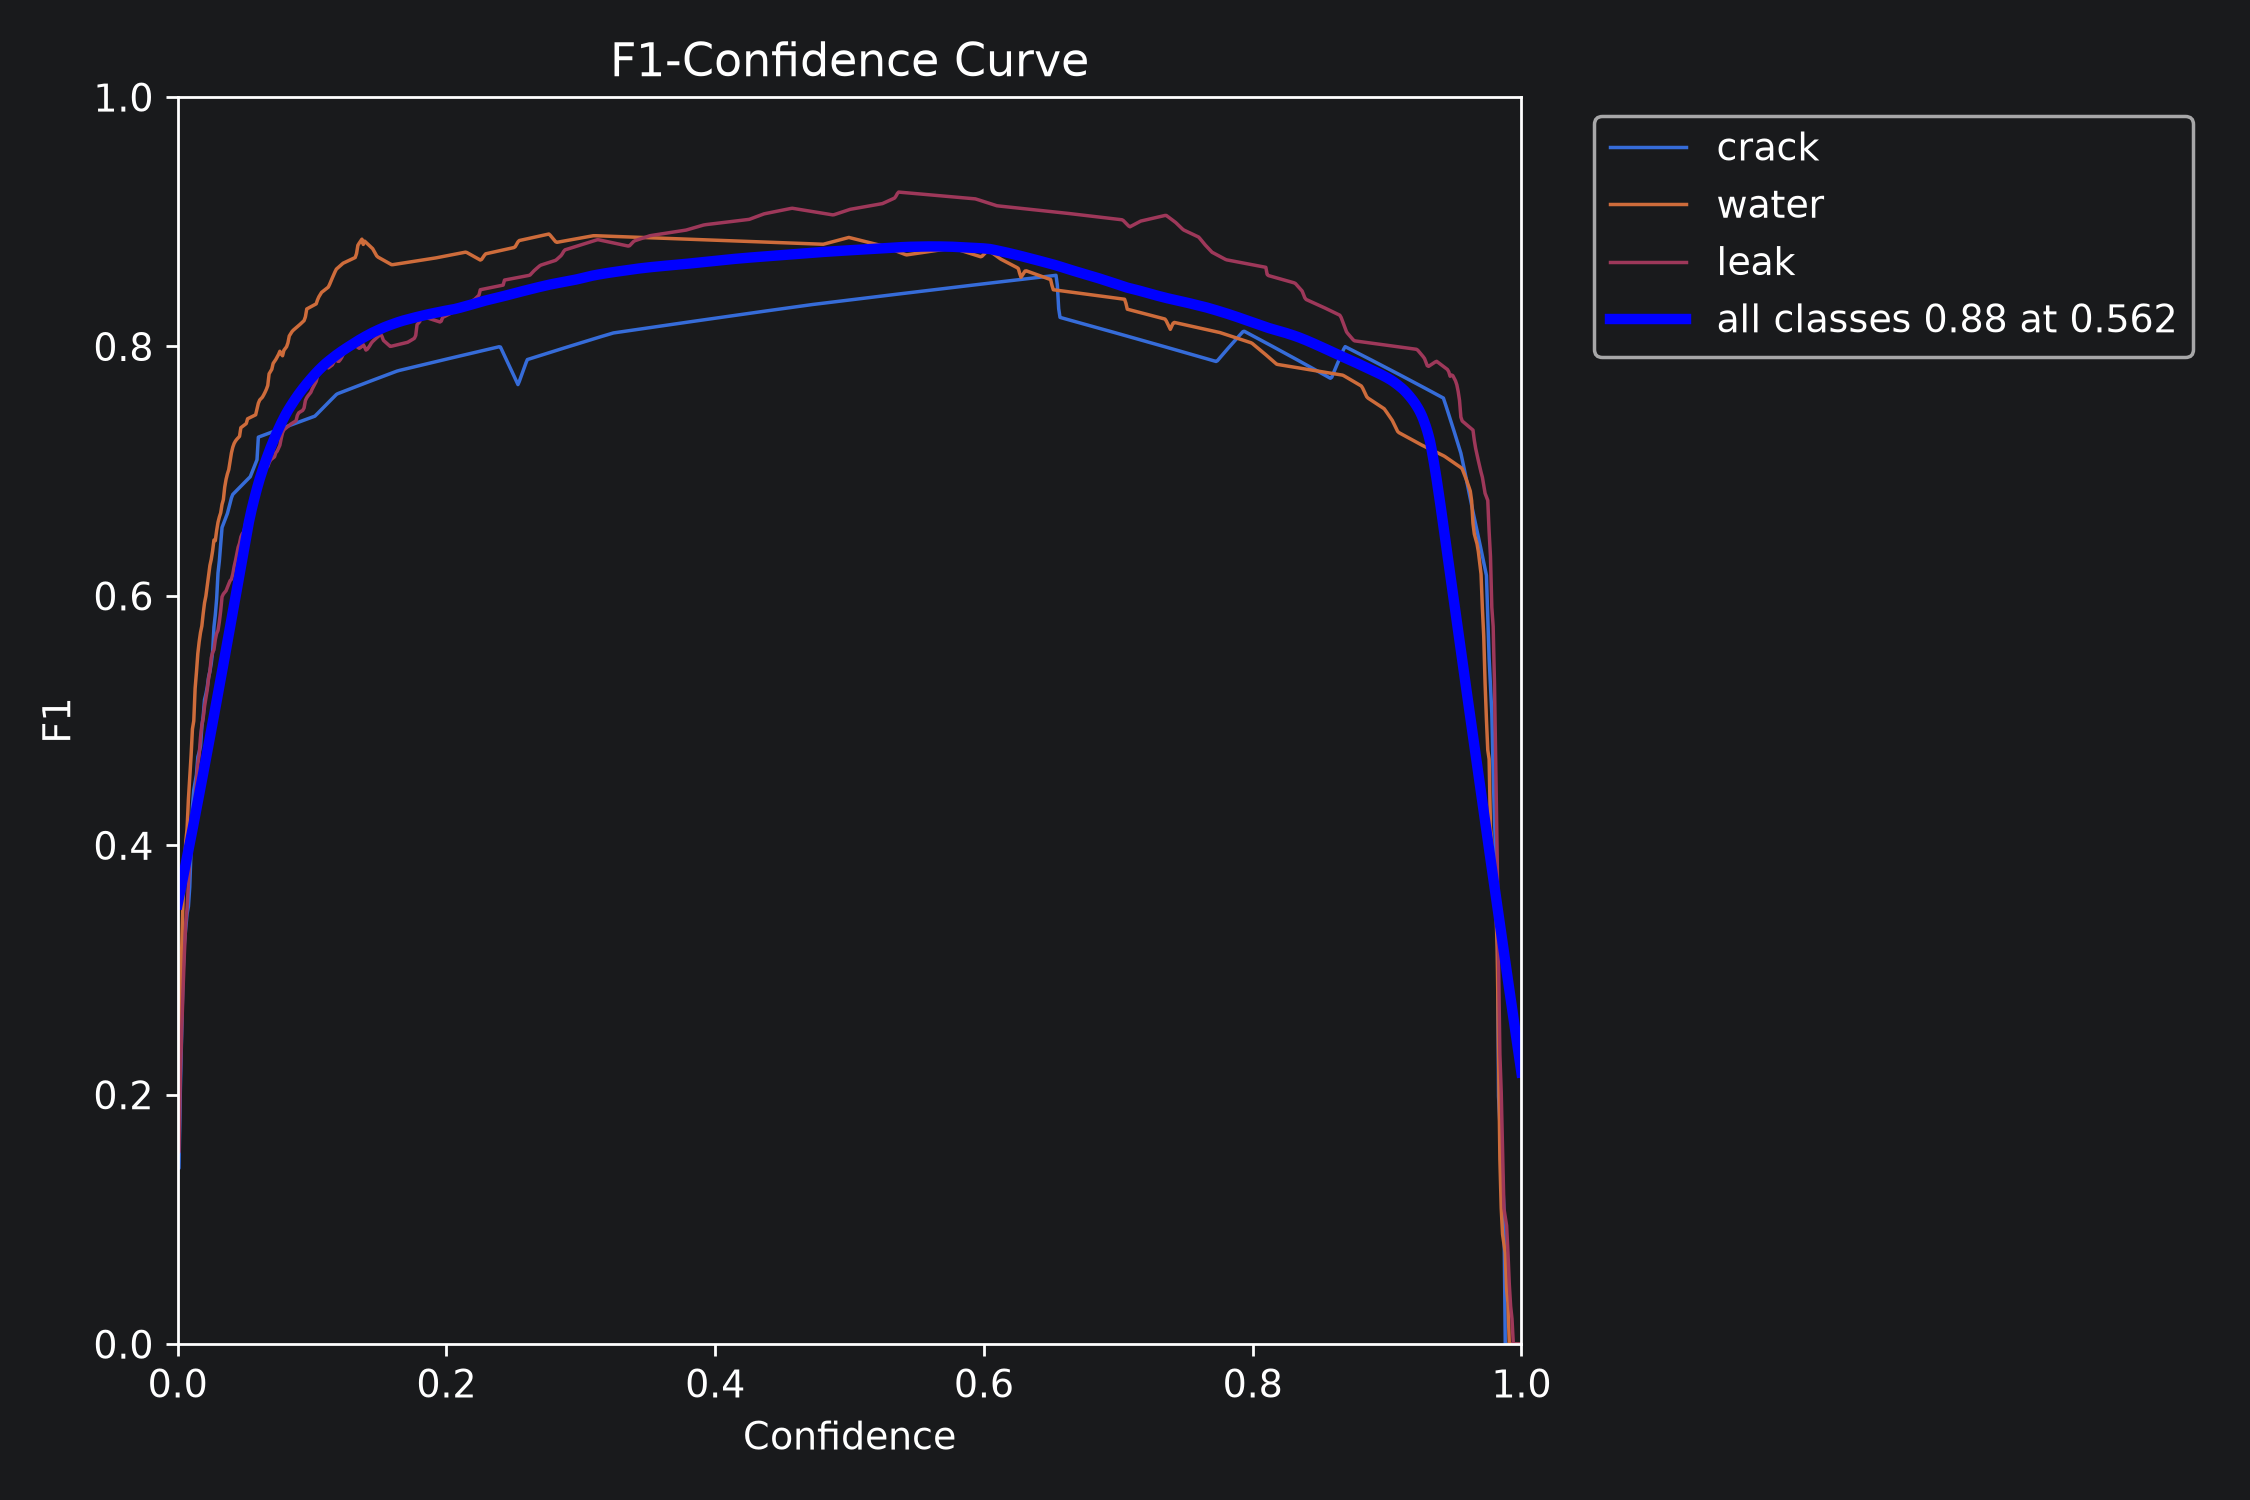 F1-Confidence Curve
1.0
0.8
0.6
0.4
0.2
0.0
F1
0.0 0.2 0.4 0.6 0.8 1.0
Confidence
crack
water
leak
all classes 0.88 at 0.562